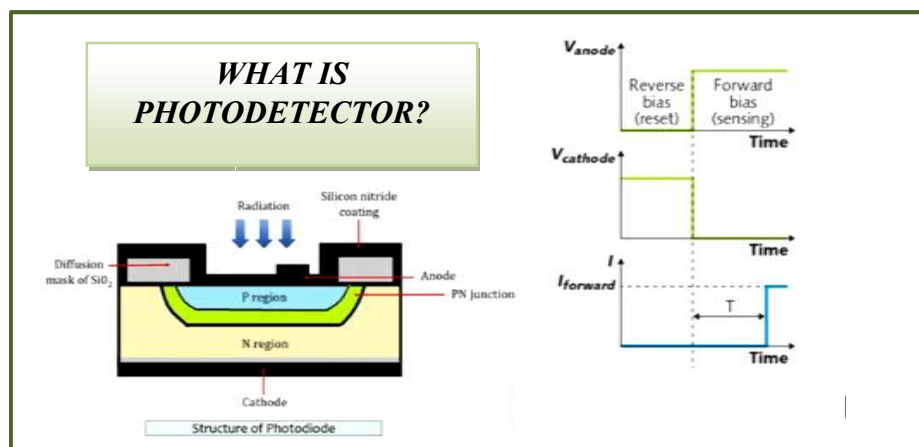 WHAT IS
PHOTODETECTOR?
Radiation
Silicon nitride
coating
Diffusion
mask of SiO₂
Anode
P region
PN junction
N region
Cathode
Structure of Photodiode
Vanode
Reverse
bias
(reset)
Forward
bias
(sensing)
Time
Vcathode
Time
I
Iforward
T
Time